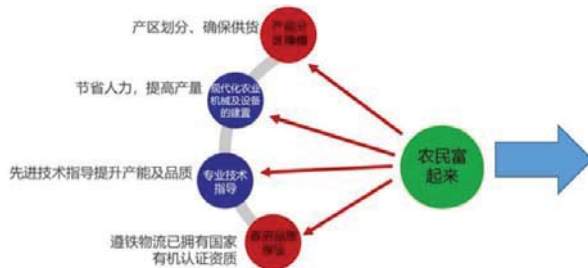 产区划分、确保供货
节省人力，提高产量
现代化农业
机械及设备
的建置
先进技术指导提升产能及品质
专业技术
指导
遵铁物流已拥有国家
有机认证资质
农民富
起来